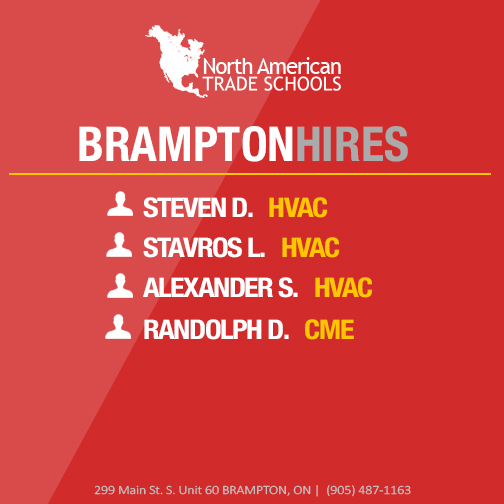 North American
TRADE SCHOOLS
BRAMPTONHIRES
STEVEN D. HVAC
STAVROS L. HVAC
ALEXANDER S. HVAC
RANDOLPH D. CME
299 Main St. S. Unit 60 BRAMPTON, ON | (905) 487-1163